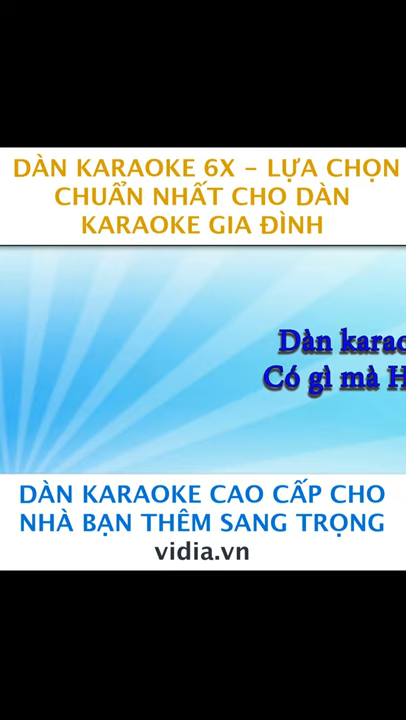 DÀN KARAOKE 6X – LỰA CHỌN
CHUẨN NHẤT CHO DÀN
KARAOKE GIA ĐÌNH
Dàn karao
Có gì mà H
DÀN KARAOKE CAO CẤP CHO
NHÀ BẠN THÊM SANG TRỌNG
vidia.vn